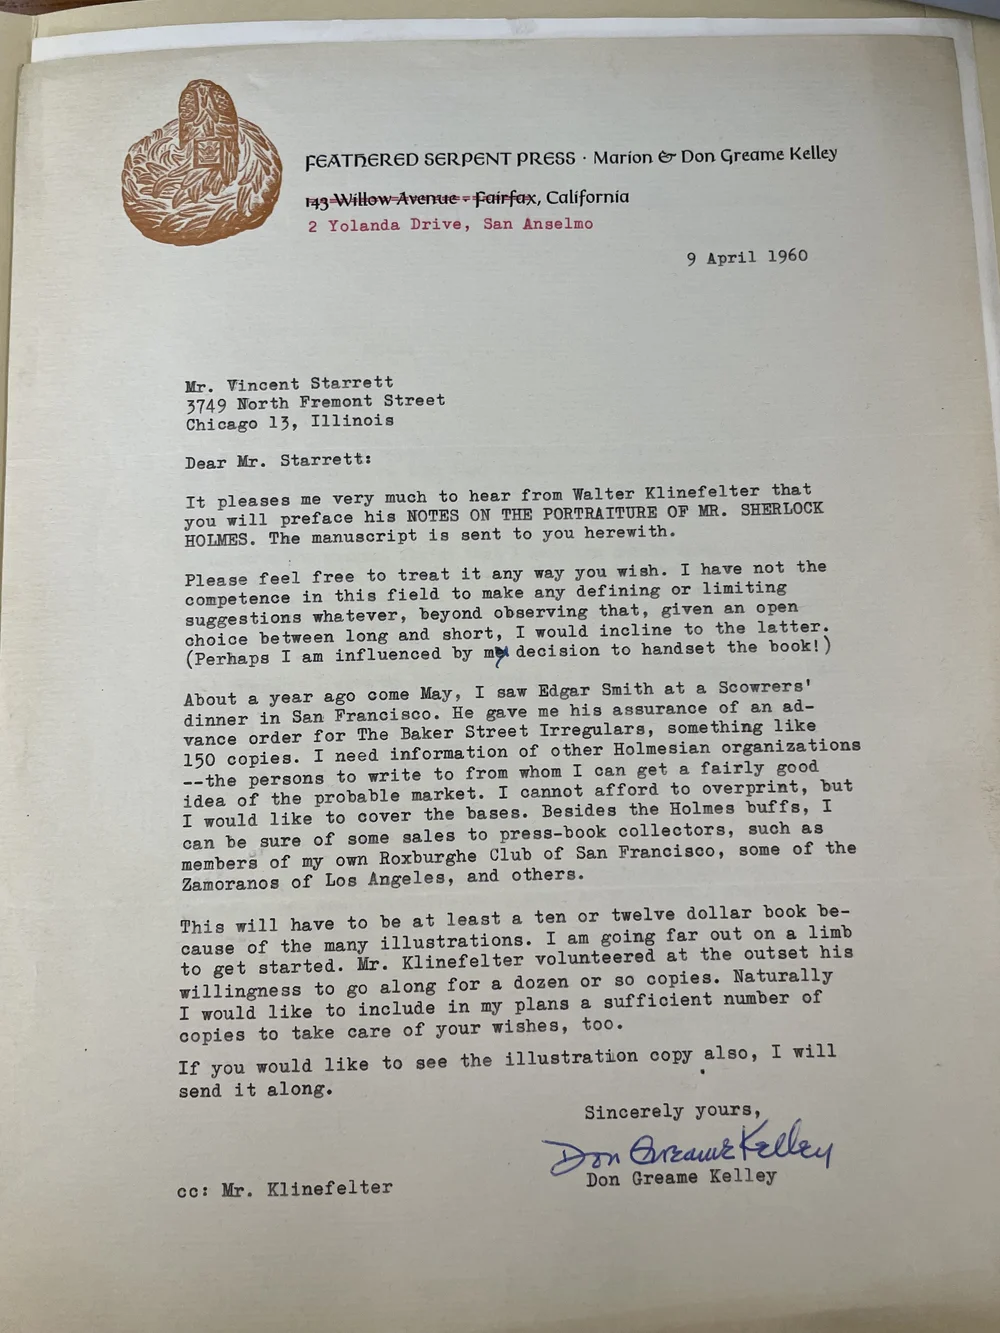 FEATHERED SERPENT PRESS · Marion & Don Greame Kelley
143 Willow Avenue · Fairfax, California
2 Yolanda Drive, San Anselmo
9 April 1960
Mr. Vincent Starrett
3749 North Fremont Street
Chicago 13, Illinois
Dear Mr. Starrett:
It pleases me very much to hear from Walter Klinefelter that
you will preface his NOTES ON THE PORTRAITURE OF MR. SHERLOCK
HOLMES. The manuscript is sent to you herewith.
Please feel free to treat it any way you wish. I have not the
competence in this field to make any defining or limiting
suggestions whatever, beyond observing that, given an open
choice between long and short, I would incline to the latter.
(Perhaps I am influenced by my decision to handset the book!)
About a year ago come May, I saw Edgar Smith at a Scowrers'
dinner in San Francisco. He gave me his assurance of an ad-
vance order for The Baker Street Irregulars, something like
150 copies. I need information of other Holmesian organizations
--the persons to write to from whom I can get a fairly good
idea of the probable market. I cannot afford to overprint, but
I would like to cover the bases. Besides the Holmes buffs, I
can be sure of some sales to press-book collectors, such as
members of my own Roxburghe Club of San Francisco, some of the
Zamoranos of Los Angeles, and others.
This will have to be at least a ten or twelve dollar book be-
cause of the many illustrations. I am going far out on a limb
to get started. Mr. Klinefelter volunteered at the outset his
willingness to go along for a dozen or so copies. Naturally
I would like to include in my plans a sufficient number of
copies to take care of your wishes, too.
If you would like to see the illustration copy also, I will
send it along.
Sincerely yours,
Don Greame Kelley
Don Greame Kelley
cc: Mr. Klinefelter